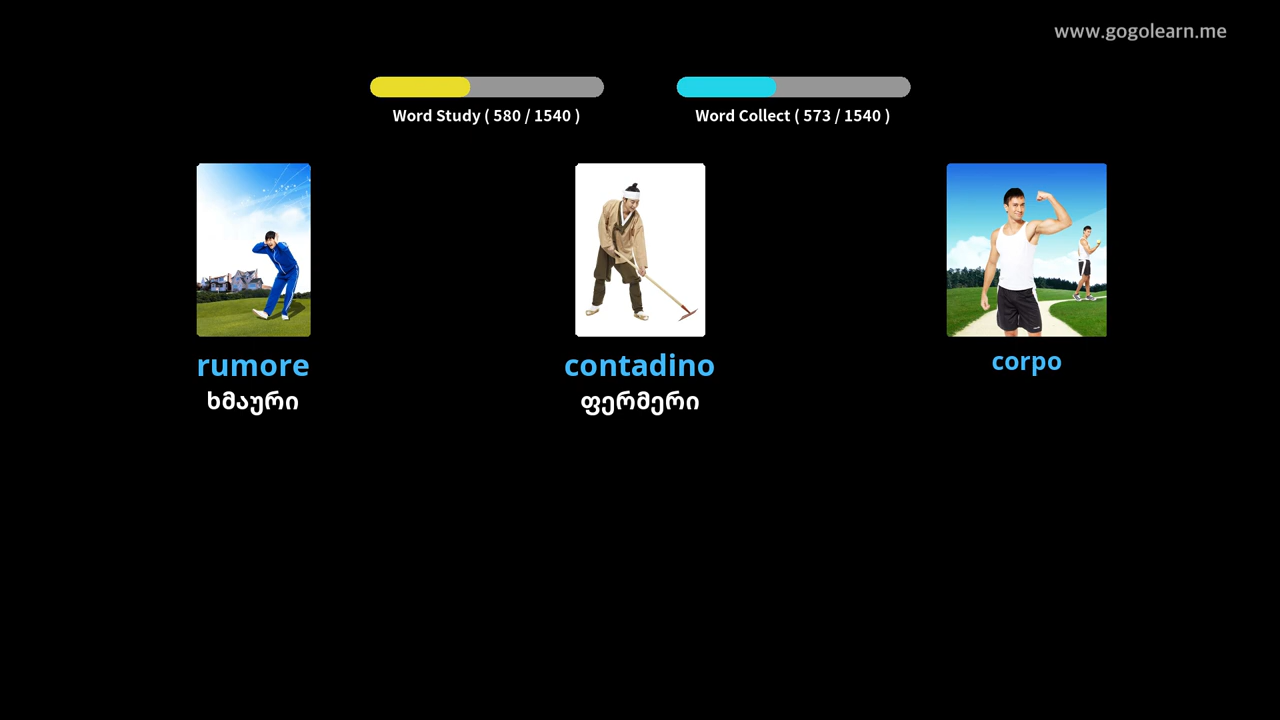 www.gogolearn.me
Word Study ( 580 / 1540 )
Word Collect ( 573 / 1540 )
rumore
ხმაური
contadino
ფერმერი
corpo